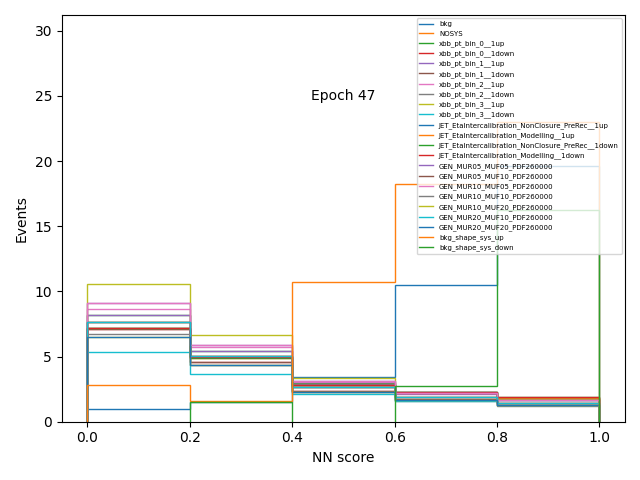 Epoch 47
bkg
NOSYS
xbb_pt_bin_0__1up
xbb_pt_bin_0__1down
xbb_pt_bin_1__1up
xbb_pt_bin_1__1down
xbb_pt_bin_2__1up
xbb_pt_bin_2__1down
xbb_pt_bin_3__1up
xbb_pt_bin_3__1down
JET_EtaIntercalibration_NonClosure_PreRec__1up
JET_EtaIntercalibration_Modelling__1up
JET_EtaIntercalibration_NonClosure_PreRec__1down
JET_EtaIntercalibration_Modelling__1down
GEN_MUR05_MUF05_PDF260000
GEN_MUR05_MUF10_PDF260000
GEN_MUR10_MUF05_PDF260000
GEN_MUR10_MUF10_PDF260000
GEN_MUR10_MUF20_PDF260000
GEN_MUR20_MUF10_PDF260000
GEN_MUR20_MUF20_PDF260000
bkg_shape_sys_up
bkg_shape_sys_down
Events
30
25
20
15
10
5
0
0.0 0.2 0.4 0.6 0.8 1.0
NN score